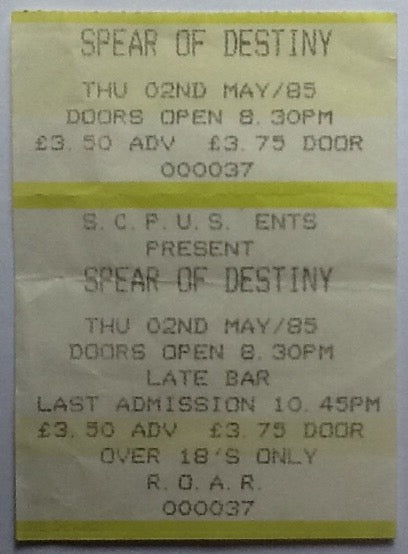 SPEAR OF DESTINY
THU 02ND MAY/85
DOORS OPEN 8.30PM
£3.50 ADV £3.75 DOOR
000037
S.C.P.U.S. ENTS
PRESENT
SPEAR OF DESTINY
THU 02ND MAY/85
DOORS OPEN 8.30PM
LATE BAR
LAST ADMISSION 10.45PM
£3.50 ADV £3.75 DOOR
OVER 18'S ONLY
R.O.A.R.
000037